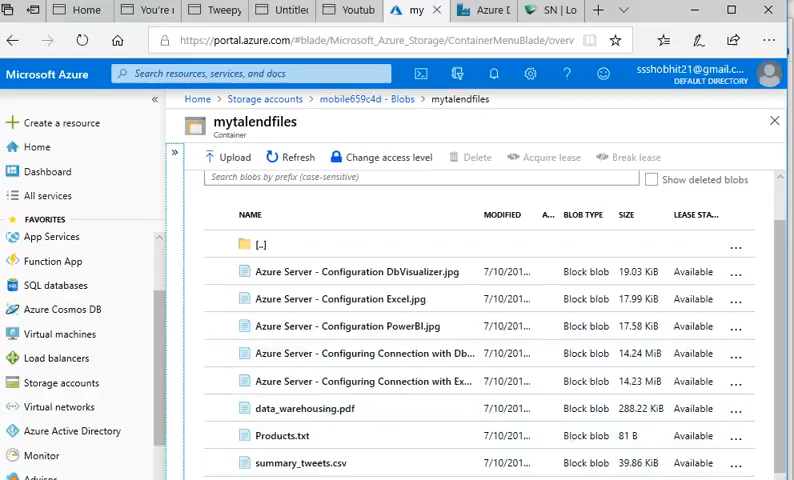 Home
You're r
Tweepy
Untitlec
Youtub
my
Azure D
SN | Lo
https://portal.azure.com/#blade/Microsoft_Azure_Storage/ContainerMenuBlade/overv
Microsoft Azure
Search resources, services, and docs
ssshobhit21@gmail.c...
DEFAULT DIRECTORY
Home > Storage accounts > mobile659c4d - Blobs > mytalendfiles
Create a resource
Home
Dashboard
All services
FAVORITES
App Services
Function App
SQL databases
Azure Cosmos DB
Virtual machines
Load balancers
Storage accounts
Virtual networks
Azure Active Directory
Monitor
Advisor
mytalendfiles
Container
Upload Refresh Change access level Delete Acquire lease Break lease
Search blobs by prefix (case-sensitive)
Show deleted blobs
NAME MODIFIED A... BLOB TYPE SIZE LEASE STA...
[..] ...
Azure Server - Configuration DbVisualizer.jpg 7/10/201... Block blob 19.03 KiB Available ...
Azure Server - Configuration Excel.jpg 7/10/201... Block blob 17.99 KiB Available ...
Azure Server - Configuration PowerBI.jpg 7/10/201... Block blob 17.58 KiB Available ...
Azure Server - Configuring Connection with Db... 7/10/201... Block blob 14.24 MiB Available ...
Azure Server - Configuring Connection with Ex... 7/10/201... Block blob 14.23 MiB Available ...
data_warehousing.pdf 7/10/201... Block blob 288.22 KiB Available ...
Products.txt 7/10/201... Block blob 81 B Available ...
summary_tweets.csv 7/10/201... Block blob 39.86 KiB Available ...